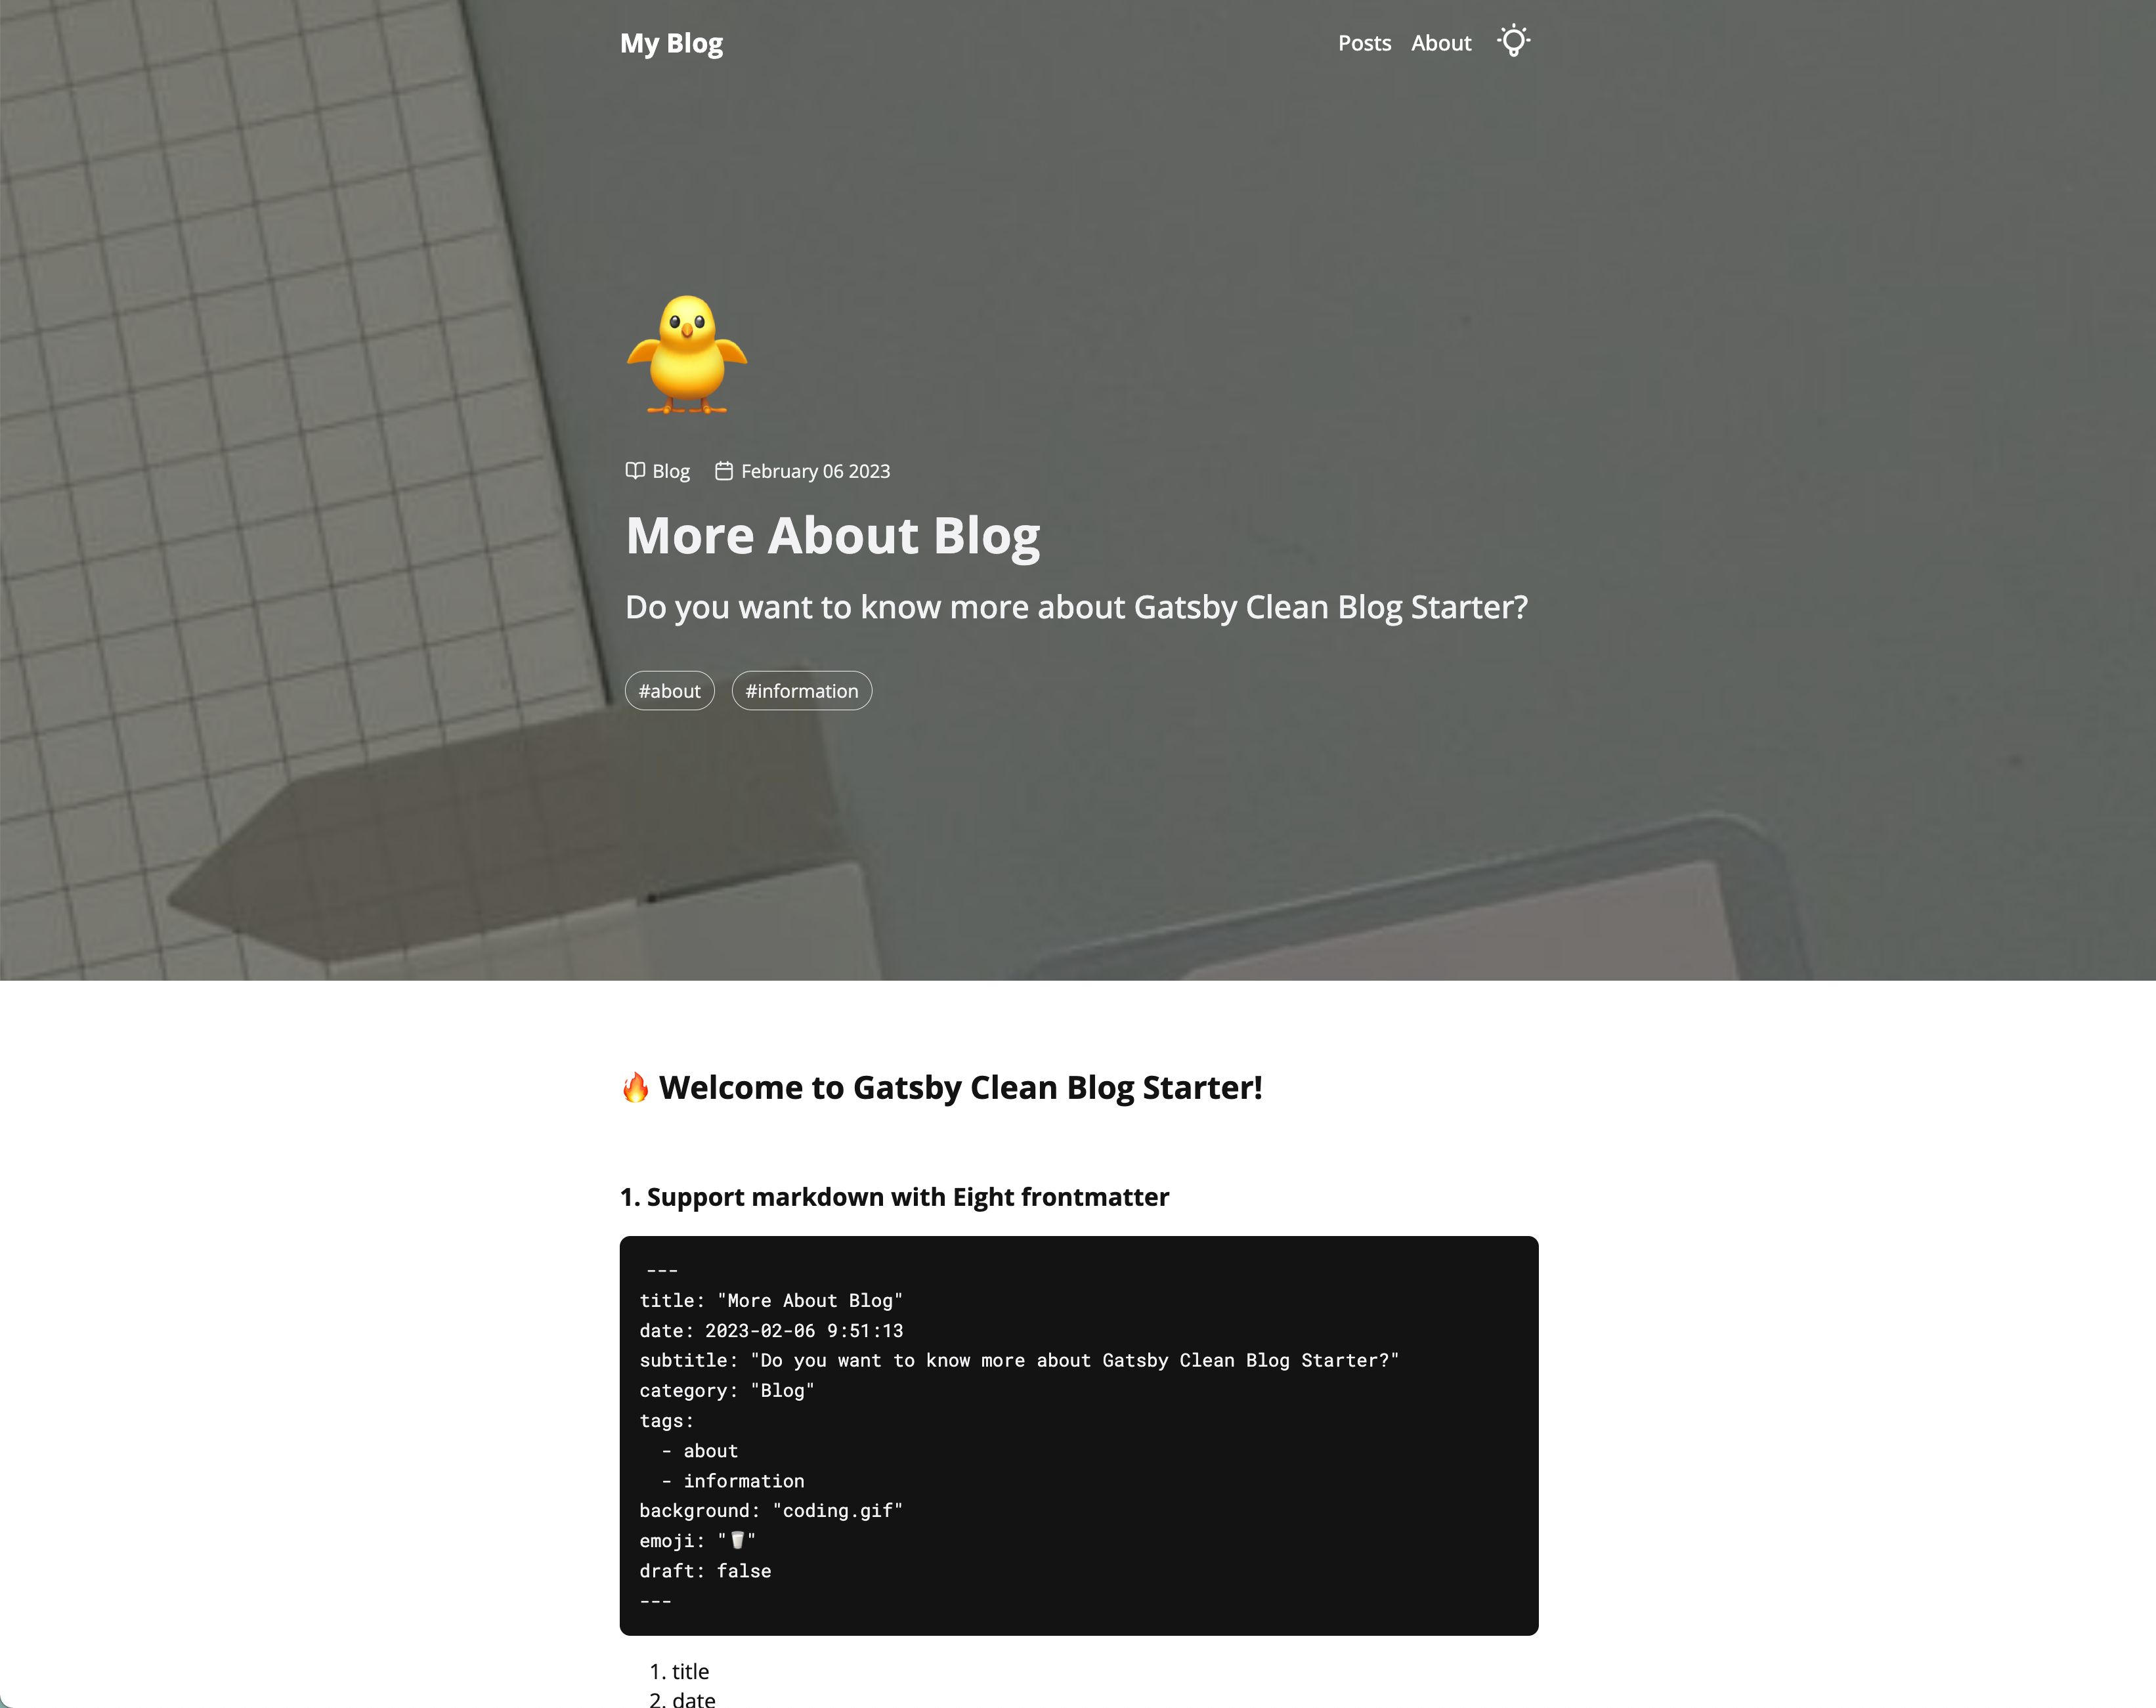 My Blog
Posts About
Blog February 06 2023
More About Blog
Do you want to know more about Gatsby Clean Blog Starter?
#about #information
🔥 Welcome to Gatsby Clean Blog Starter!
1. Support markdown with Eight frontmatter
---
title: "More About Blog"
date: 2023-02-06 9:51:13
subtitle: "Do you want to know more about Gatsby Clean Blog Starter?"
category: "Blog"
tags:
  - about
  - information
background: "coding.gif"
emoji: "🥛"
draft: false
---
1. title
2. date